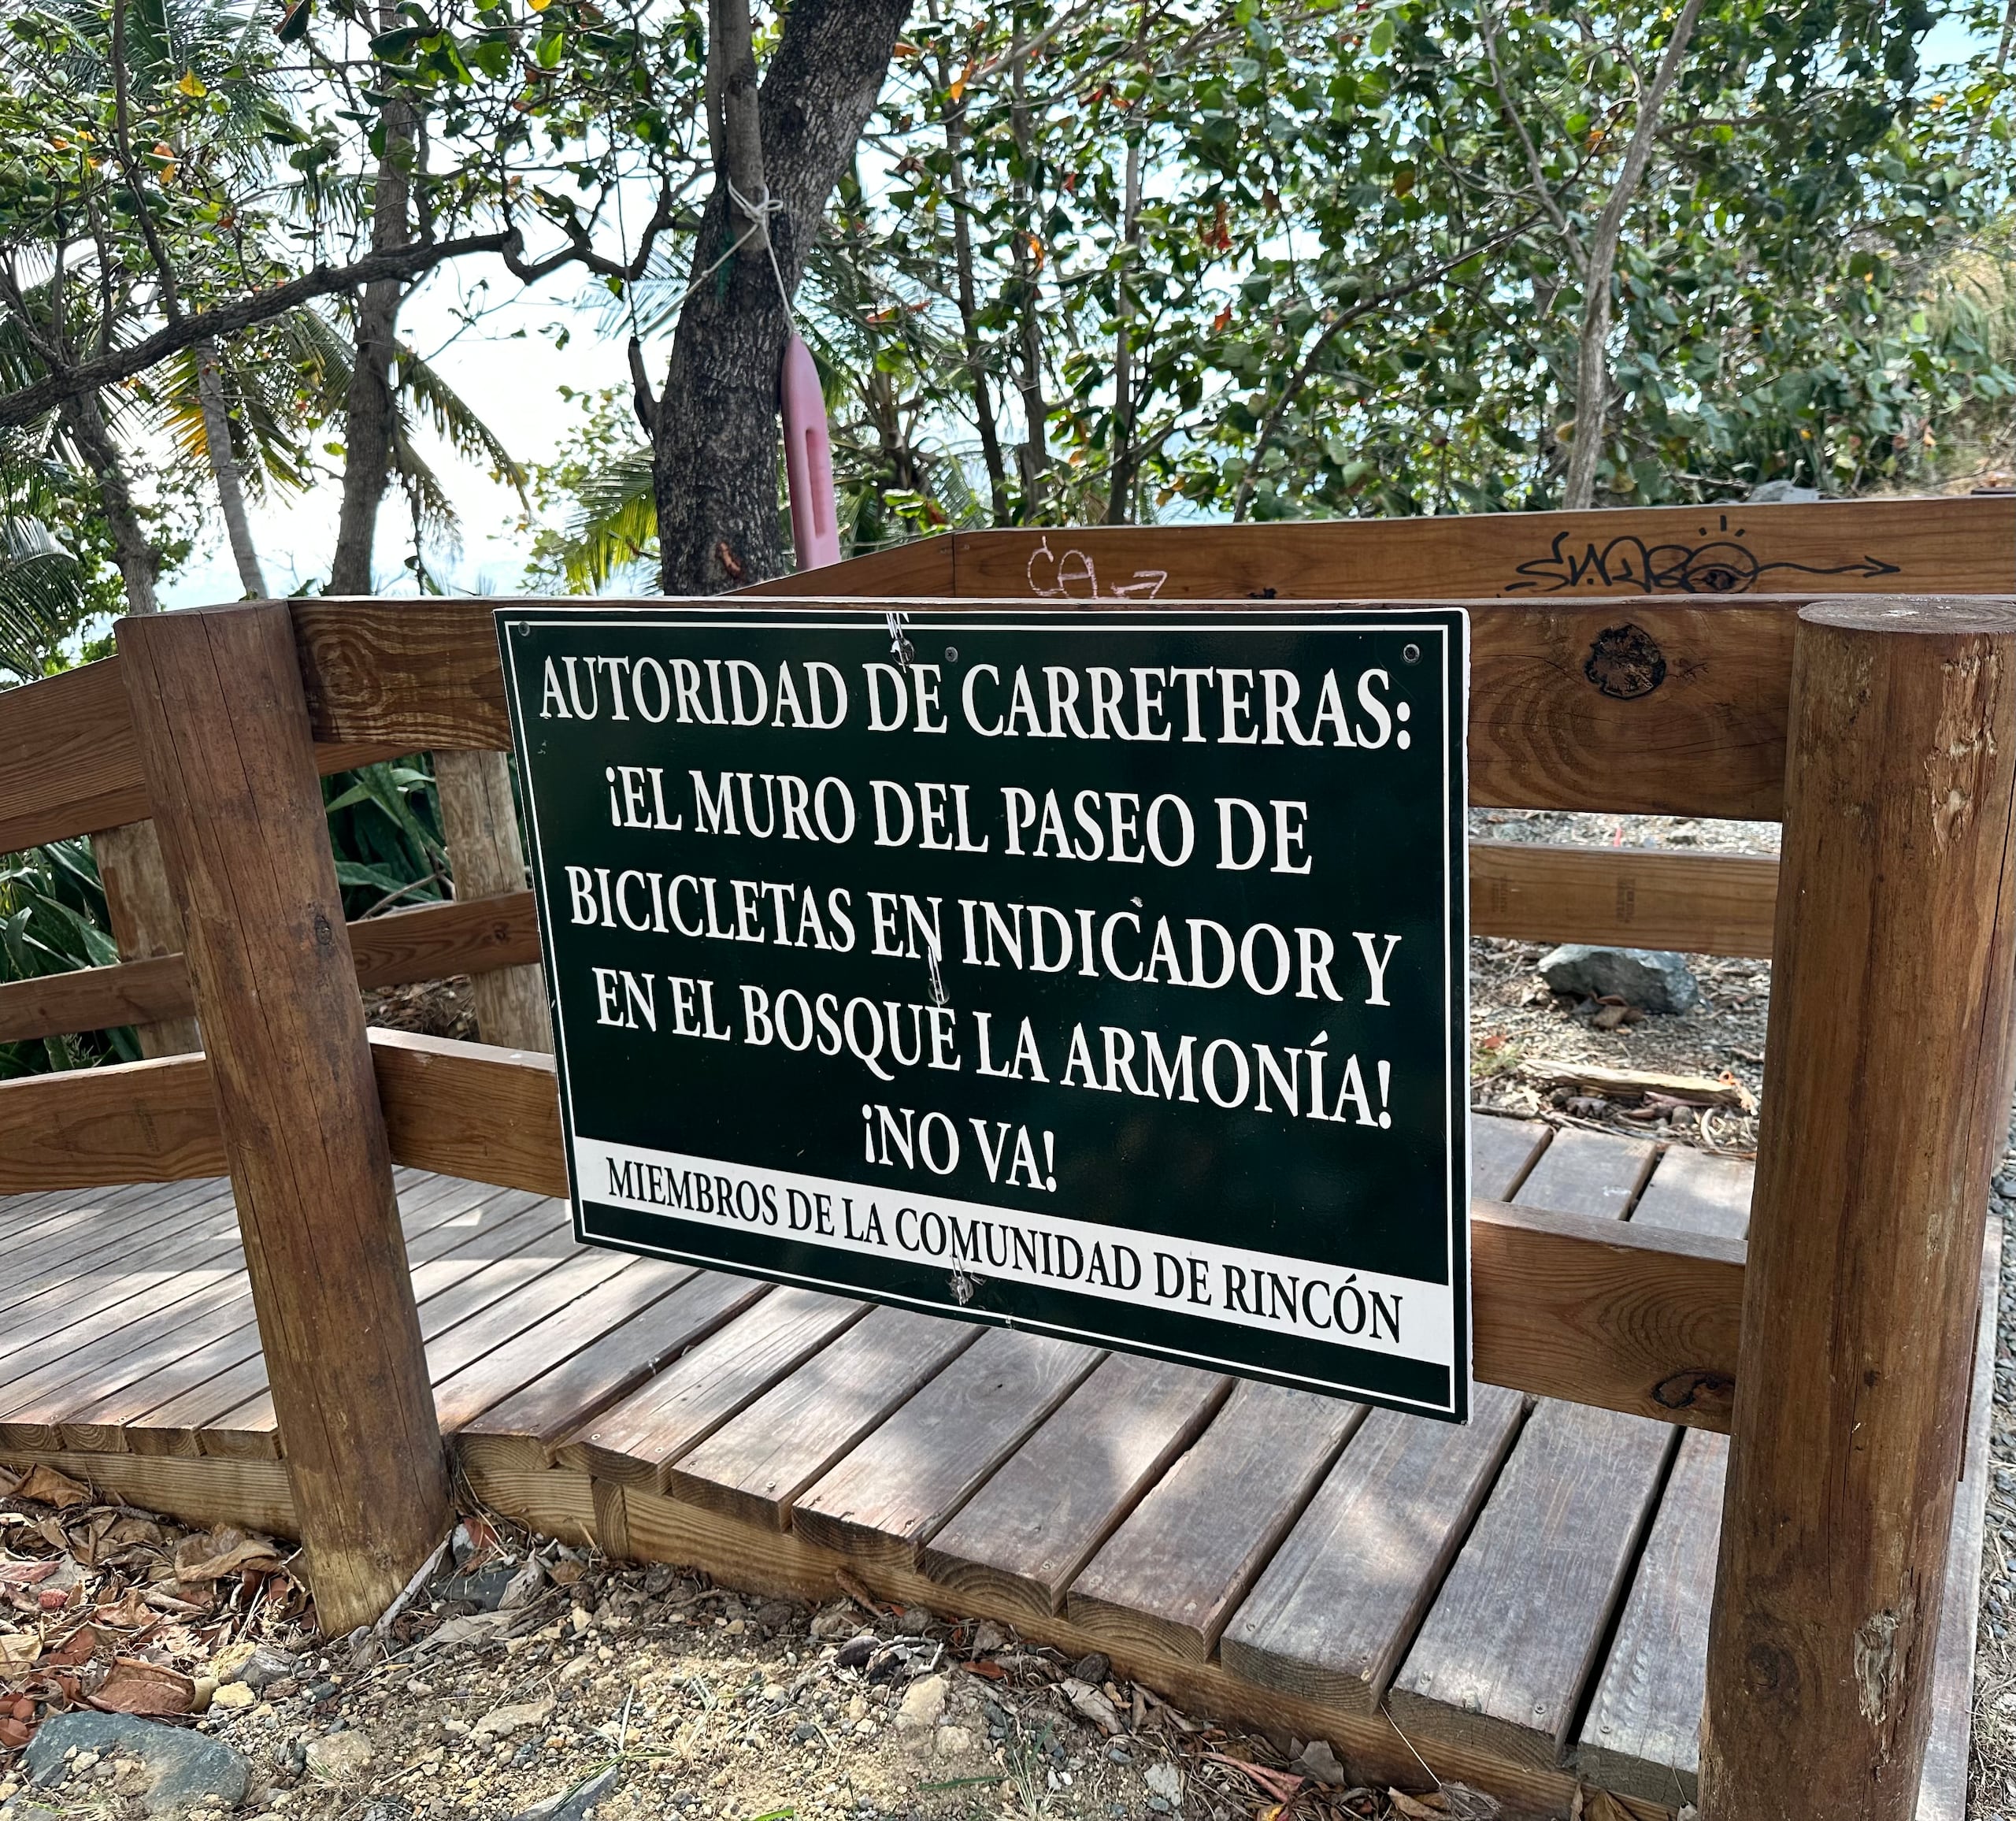 AUTORIDAD DE CARRETERAS:
¡EL MURO DEL PASEO DE
BICICLETAS EN INDICADOR Y
EN EL BOSQUE LA ARMONÍA!
¡NO VA!
MIEMBROS DE LA COMUNIDAD DE RINCÓN